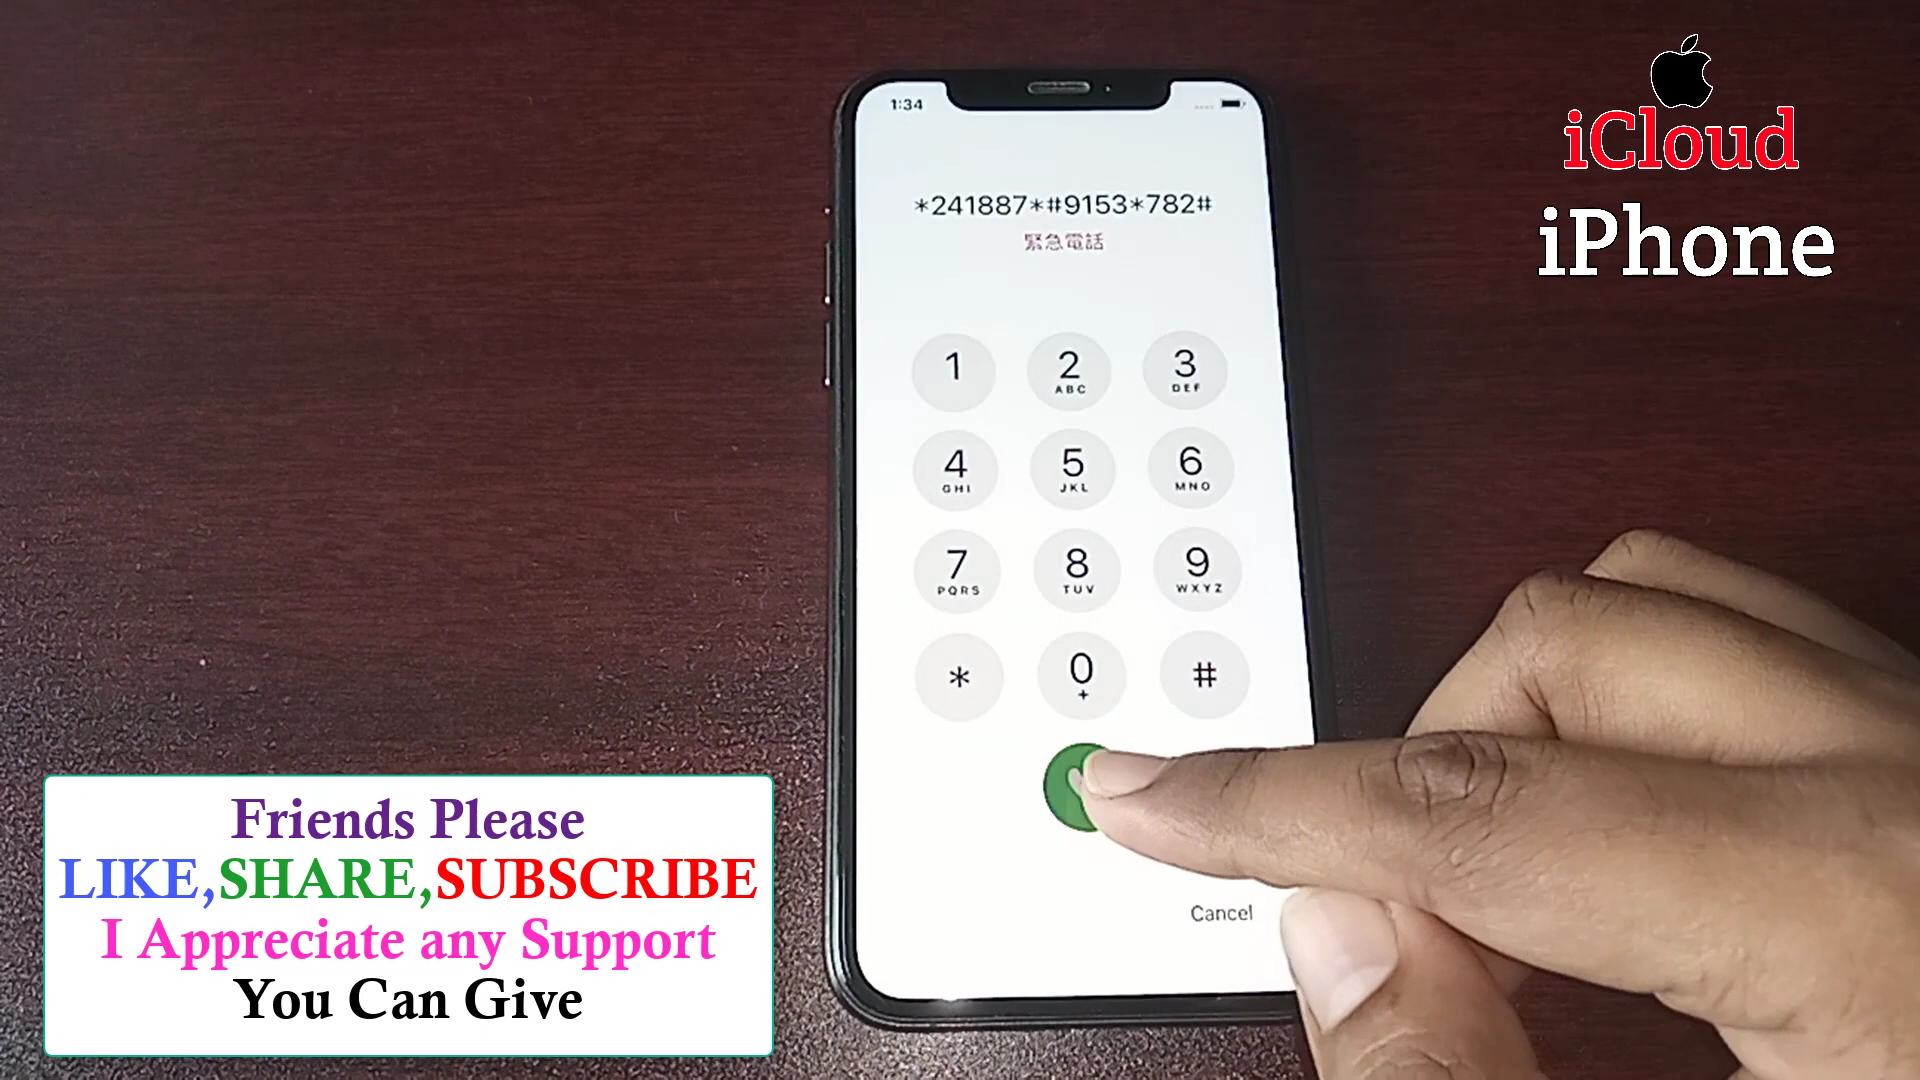 1:34
*241887*#9153*782#
緊急電話
1
2
ABC
3
DEF
4
GHI
5
JKL
6
MNO
7
PQRS
8
TUV
9
WXYZ
*
0
+
#
Cancel
iCloud
iPhone
Friends Please
LIKE,SHARE,SUBSCRIBE
I Appreciate any Support
You Can Give